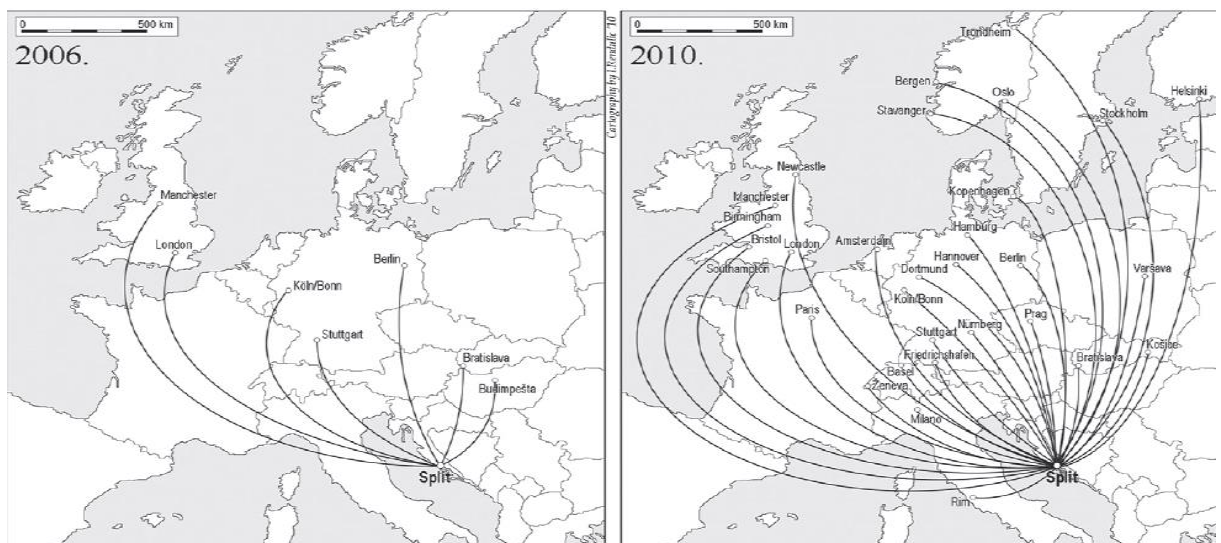 0 500 km
2006.
Manchester
London
Berlin
Köln/Bonn
Stuttgart
Bratislava
Budimpešta
Split
Cartography by L.Kendalić '10
0 500 km
2010.
Trondheim
Bergen
Oslo
Helsinki
Stavanger
Stockholm
Newcastle
Kopenhagen
Manchester
Birmingham
Hamburg
Bristol
London
Amsterdam
Southampton
Hannover
Berlin
Dortmund
Varšava
Köln/Bonn
Paris
Prag
Nürnberg
Stuttgart
Košice
Friedrichshafen
Bratislava
Basel
Ženeva
Milano
Split
Rim